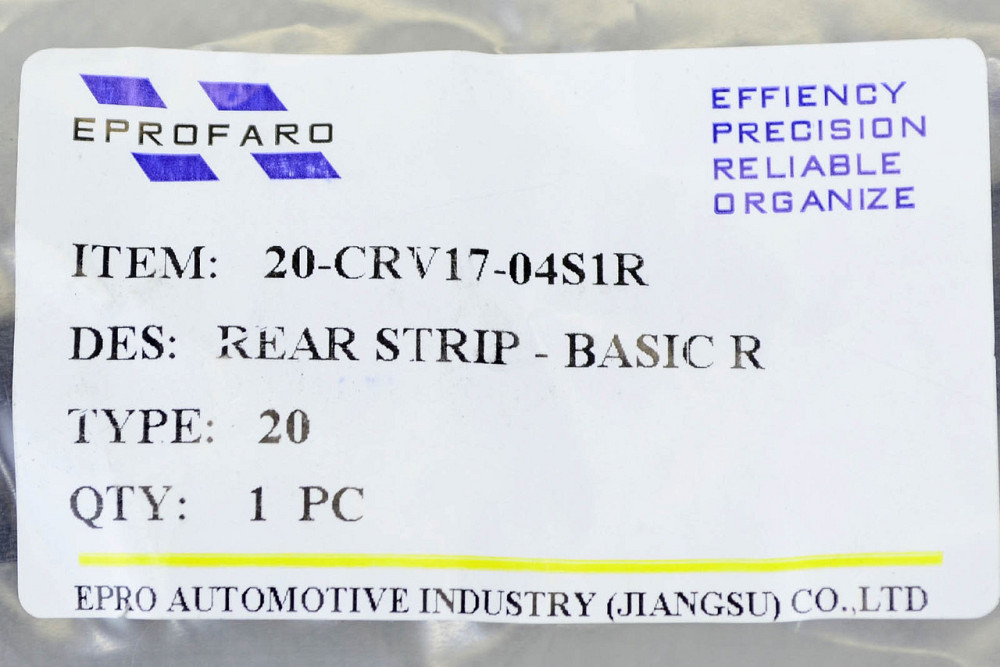 EPROFARO
EFFIENCY
PRECISION
RELIABLE
ORGANIZE
ITEM: 20-CRV17-04S1R
DES: REAR STRIP - BASIC R
TYPE: 20
QTY: 1 PC
EPRO AUTOMOTIVE INDUSTRY (JIANGSU) CO.,LTD